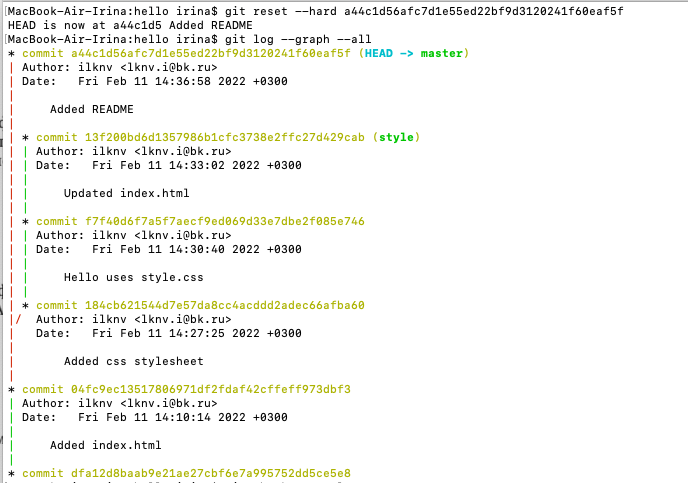 [MacBook-Air-Irina:hello irina$ git reset --hard a44c1d56afc7d1e55ed22bf9d3120241f60eaf5f
HEAD is now at a44c1d5 Added README
[MacBook-Air-Irina:hello irina$ git log --graph --all
* commit a44c1d56afc7d1e55ed22bf9d3120241f60eaf5f (HEAD -> master)
| Author: ilknv <lknv.i@bk.ru>
| Date:   Fri Feb 11 14:36:58 2022 +0300
|
|     Added README
|
| * commit 13f200bd6d1357986b1cfc3738e2ffc27d429cab (style)
| | Author: ilknv <lknv.i@bk.ru>
| | Date:   Fri Feb 11 14:33:02 2022 +0300
| |
| |     Updated index.html
| |
| * commit f7f40d6f7a5f7aecf9ed069d33e7dbe2f085e746
| | Author: ilknv <lknv.i@bk.ru>
| | Date:   Fri Feb 11 14:30:40 2022 +0300
| |
| |     Hello uses style.css
| |
| * commit 184cb621544d7e57da8cc4acddd2adec66afba60
|/  Author: ilknv <lknv.i@bk.ru>
|   Date:   Fri Feb 11 14:27:25 2022 +0300
|
|       Added css stylesheet
|
* commit 04fc9ec13517806971df2fdaf42cffeff973dbf3
| Author: ilknv <lknv.i@bk.ru>
| Date:   Fri Feb 11 14:10:14 2022 +0300
|
|     Added index.html
|
* commit dfa12d8baab9e21ae27cbf6e7a995752dd5ce5e8